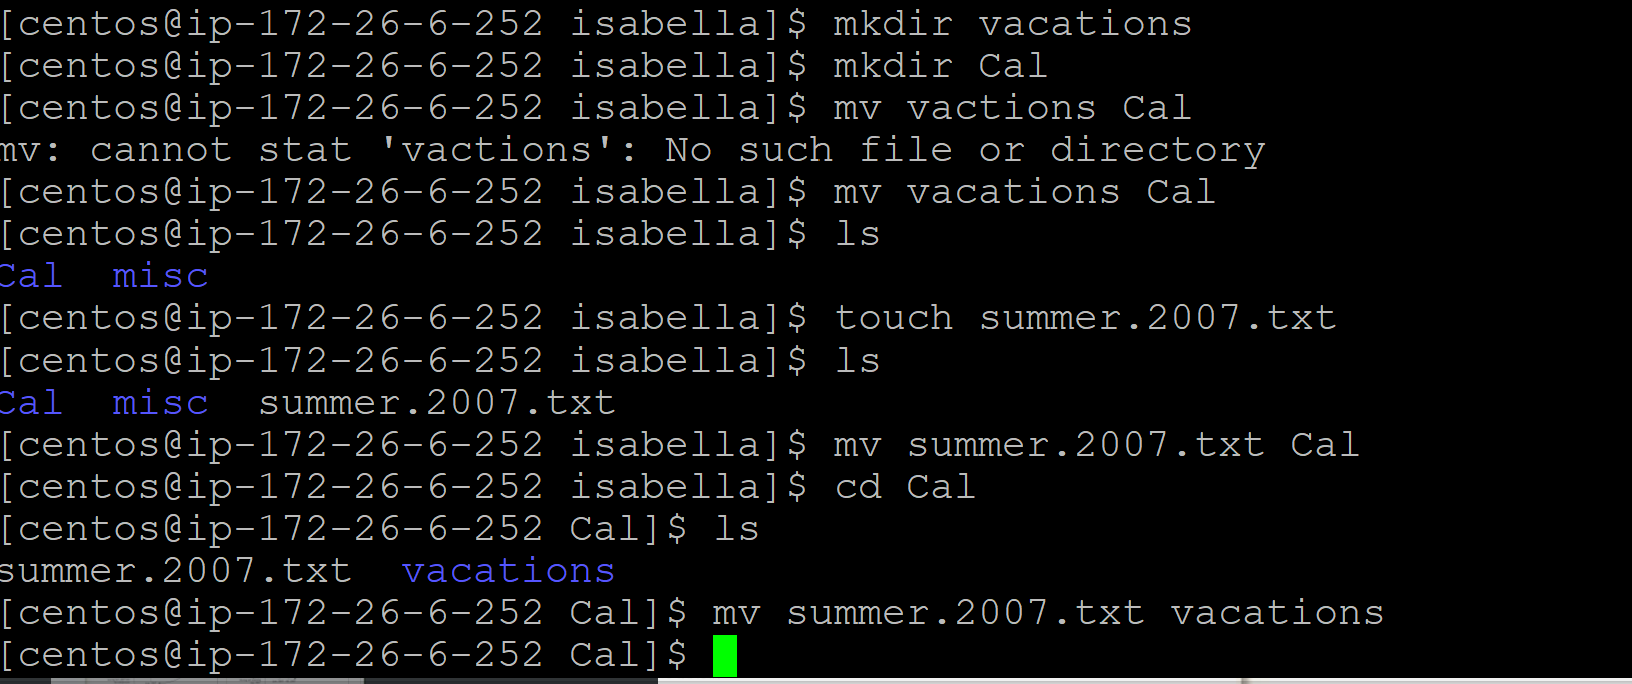 [centos@ip-172-26-6-252 isabella]$ mkdir vacations
[centos@ip-172-26-6-252 isabella]$ mkdir Cal
[centos@ip-172-26-6-252 isabella]$ mv vactions Cal
mv: cannot stat 'vactions': No such file or directory
[centos@ip-172-26-6-252 isabella]$ mv vacations Cal
[centos@ip-172-26-6-252 isabella]$ ls
Cal  misc
[centos@ip-172-26-6-252 isabella]$ touch summer.2007.txt
[centos@ip-172-26-6-252 isabella]$ ls
Cal  misc  summer.2007.txt
[centos@ip-172-26-6-252 isabella]$ mv summer.2007.txt Cal
[centos@ip-172-26-6-252 isabella]$ cd Cal
[centos@ip-172-26-6-252 Cal]$ ls
summer.2007.txt  vacations
[centos@ip-172-26-6-252 Cal]$ mv summer.2007.txt vacations
[centos@ip-172-26-6-252 Cal]$